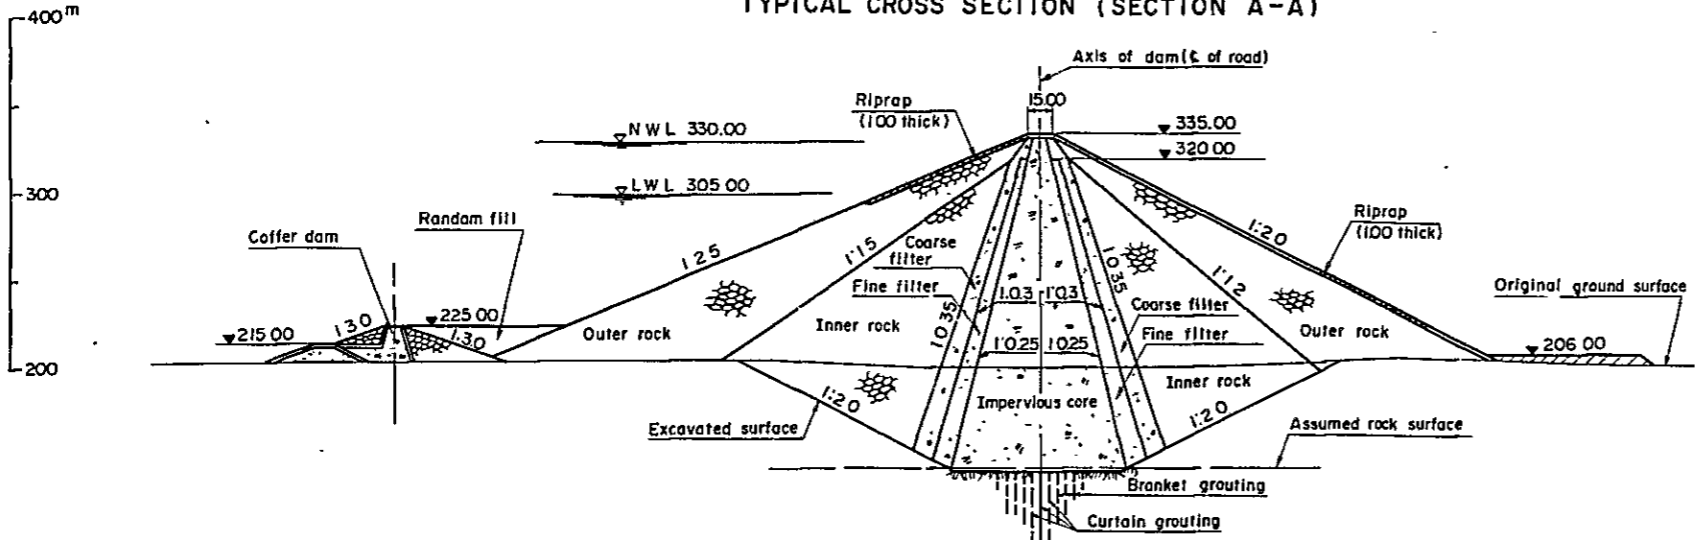 TYPICAL CROSS SECTION (SECTION A-A)
400m
300
200
Axis of dam(℄ of road)
15.00
Riprap
(1.00 thick)
NWL 330.00
335.00
320.00
LWL 305.00
Randam fill
Coffer dam
1:2.5
1:1.5
Coarse
filter
Fine filter
1:0.35
1:0.3
1:0.3
1:0.35
1:2.0
Riprap
(1.00 thick)
1:1.2
Coarse filter
Fine filter
Original ground surface
225.00
215.00
1:3.0
1:3.0
Outer rock
Inner rock
1:0.25
1:0.25
Outer rock
206.00
Inner rock
Impervious core
1:2.0
1:2.0
Excavated surface
Assumed rock surface
Branket grouting
Curtain grouting